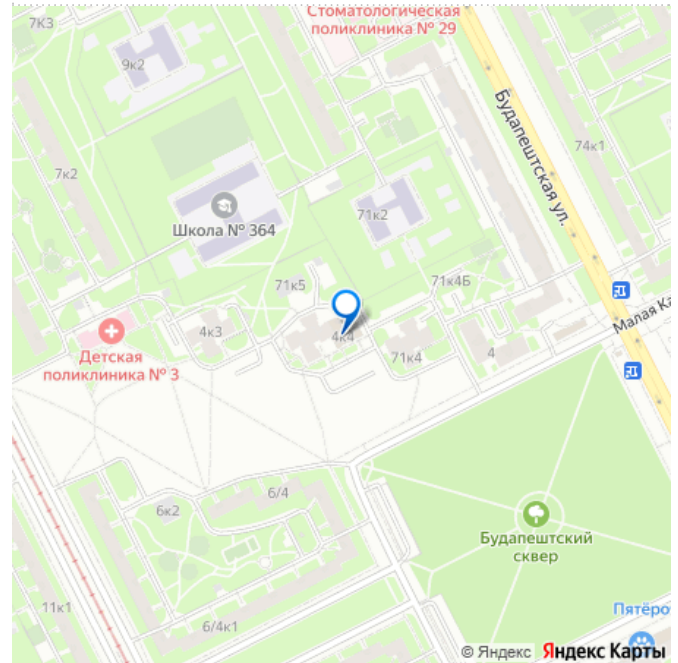 Стоматологическая
поликлиника № 29
7К3
9к2
Будапештская ул.
74к1
7к2
Школа № 364
71к2
71к5
71к4Б
4к3
4к4
Малая Ка
71к4
4
Детская
поликлиника № 3
6/4
6к2
Будапештский
сквер
11к1
6/4к1
Пятёро
© Яндекс Яндекс Карты